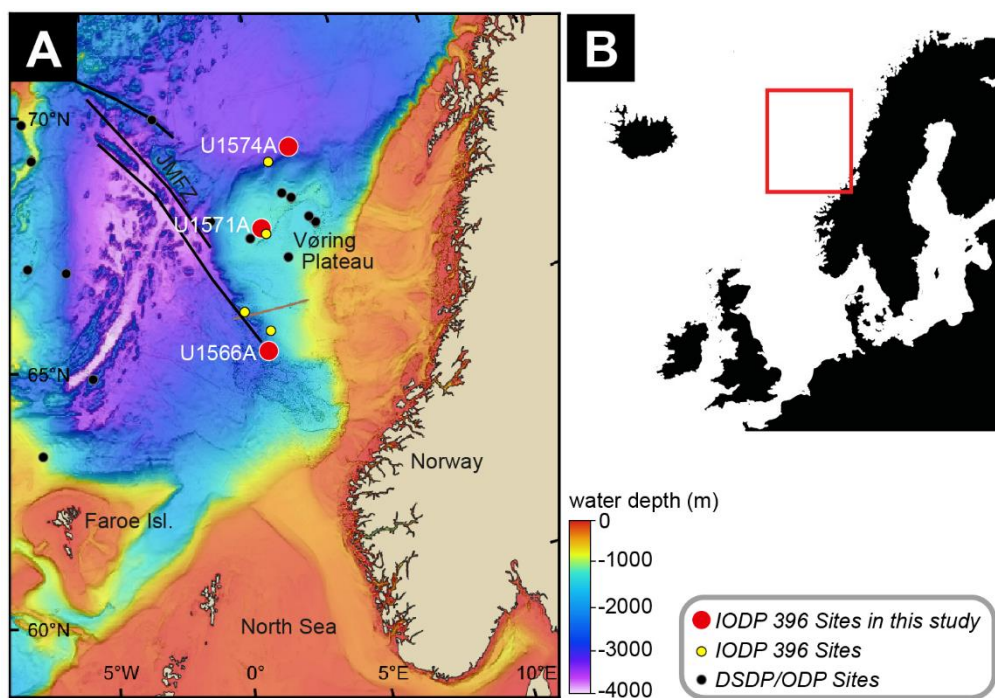 A
B
70°N
U1574A
JMFZ
U1571A
Vøring
Plateau
U1566A
65°N
Norway
Faroe Isl.
North Sea
60°N
5°W
0°
5°E
10°E
water depth (m)
0
-1000
-2000
-3000
-4000
IODP 396 Sites in this study
IODP 396 Sites
DSDP/ODP Sites